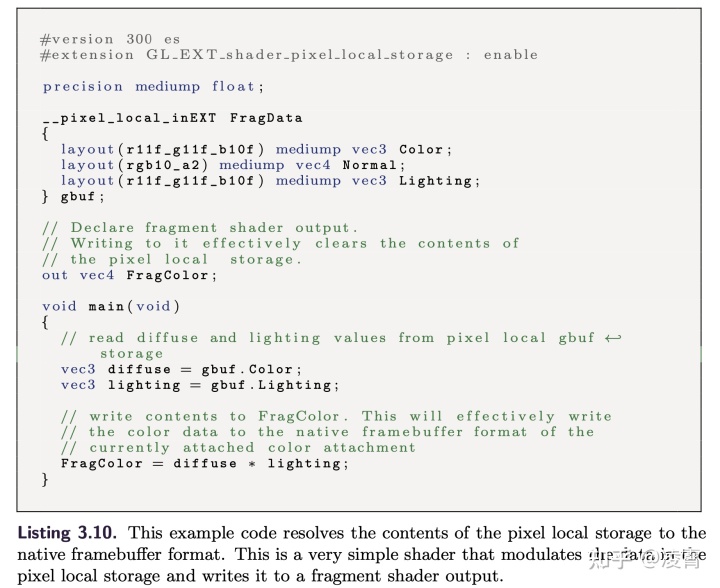 #version 300 es
#extension GL_EXT_shader_pixel_local_storage : enable
precision mediump float;
__pixel_local_inEXT FragData
{
layout(r11f_g11f_b10f) mediump vec3 Color;
layout(rgb10_a2) mediump vec4 Normal;
layout(r11f_g11f_b10f) mediump vec3 Lighting;
} gbuf;
// Declare fragment shader output.
// Writing to it effectively clears the contents of
// the pixel local storage.
out vec4 FragColor;
void main(void)
{
// read diffuse and lighting values from pixel local gbuf ↩
storage
vec3 diffuse = gbuf.Color;
vec3 lighting = gbuf.Lighting;
// write contents to FragColor. This will effectively write
// the color data to the native framebuffer format of the
// currently attached color attachment
FragColor = diffuse * lighting;
}
Listing 3.10. This example code resolves the contents of the pixel local storage to the
native framebuffer format. This is a very simple shader that modulates the data in the
pixel local storage and writes it to a fragment shader output.
知乎 @凌霄